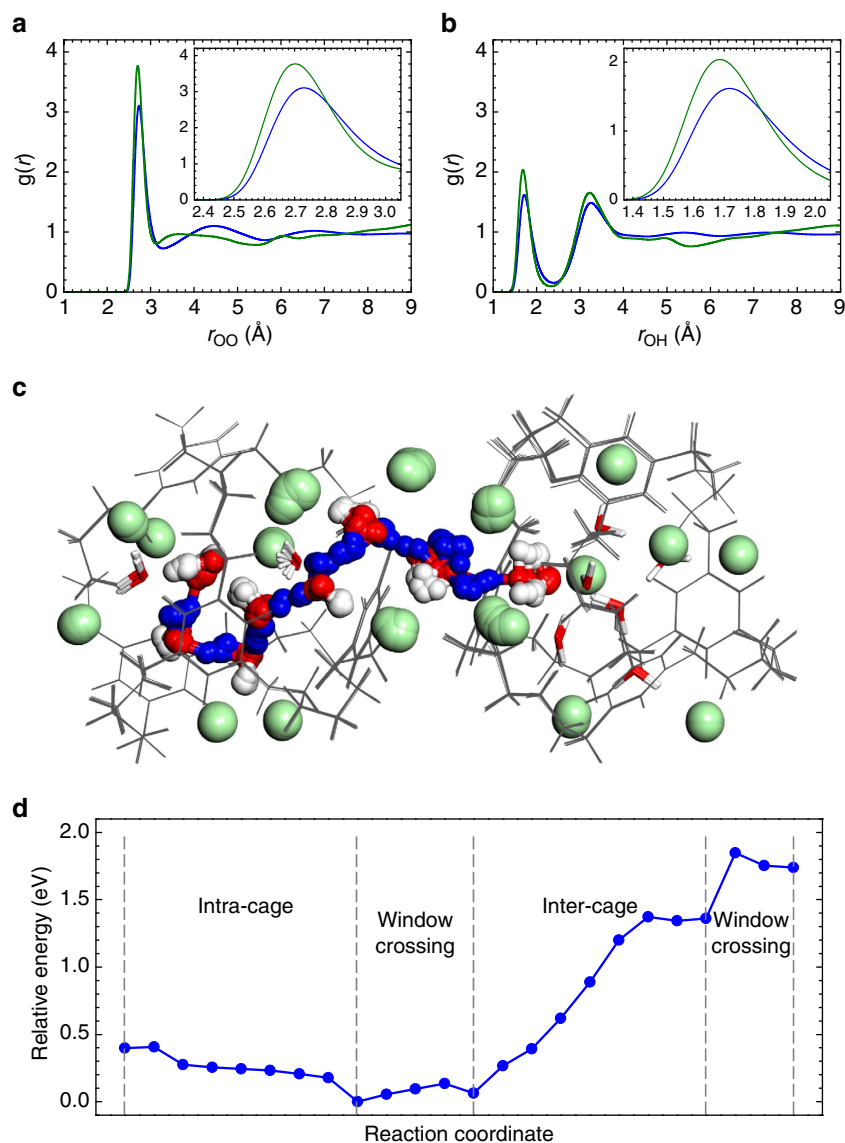 a
b
4
3
2
1
0
g(r)
1 2 3 4 5 6 7 8 9
rOO (Å)
4
3
2
1
0
2.4 2.5 2.6 2.7 2.8 2.9 3.0
4
3
2
1
0
g(r)
1 2 3 4 5 6 7 8 9
rOH (Å)
2
1
0
1.4 1.5 1.6 1.7 1.8 1.9 2.0
c
d
2.0
1.5
1.0
0.5
0.0
Relative energy (eV)
Intra-cage
Window
crossing
Inter-cage
Window
crossing
Reaction coordinate